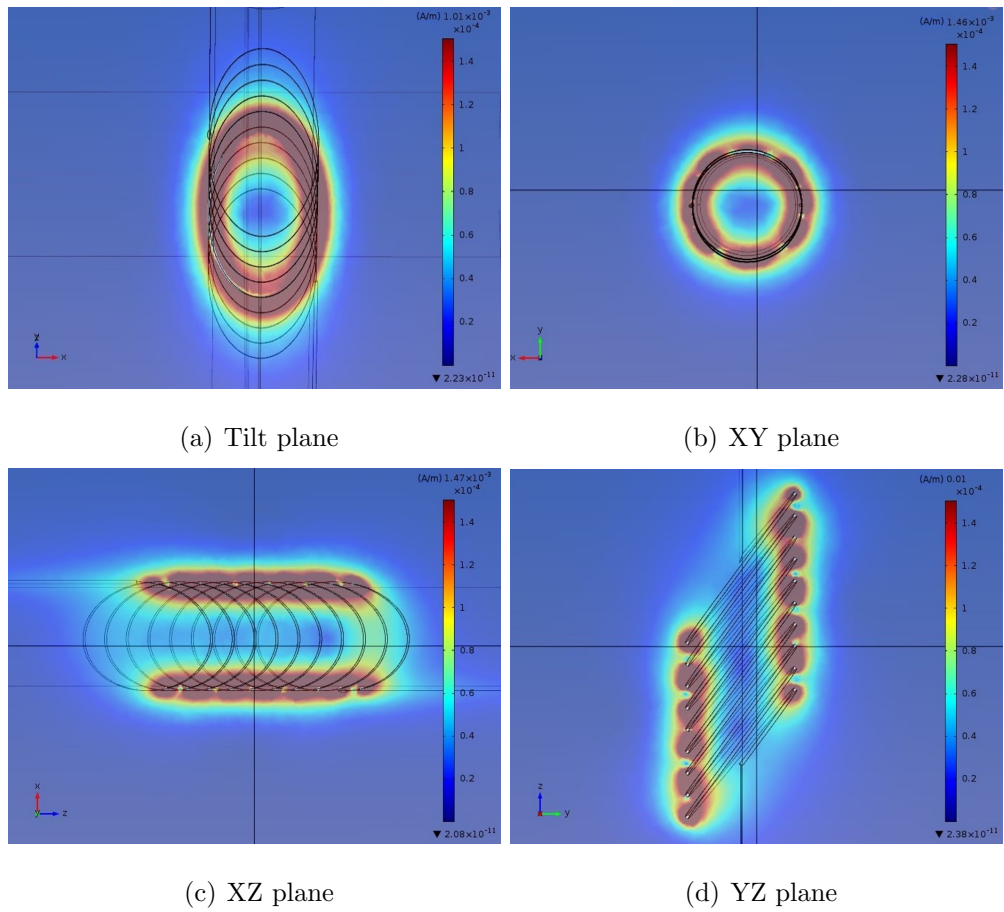 (A/m) 1.01×10⁻³
×10⁻⁴
1.4
1.2
1
0.8
0.6
0.4
0.2
▼ 2.23×10⁻¹¹
x
(a) Tilt plane
(A/m) 1.46×10⁻³
×10⁻⁴
1.4
1.2
1
0.8
0.6
0.4
0.2
▼ 2.28×10⁻¹¹
y
x
(b) XY plane
(A/m) 1.47×10⁻³
×10⁻⁴
1.4
1.2
1
0.8
0.6
0.4
0.2
▼ 2.08×10⁻¹¹
x
y
z
(c) XZ plane
(A/m) 0.01
×10⁻⁴
1.4
1.2
1
0.8
0.6
0.4
0.2
▼ 2.38×10⁻¹¹
z
y
(d) YZ plane